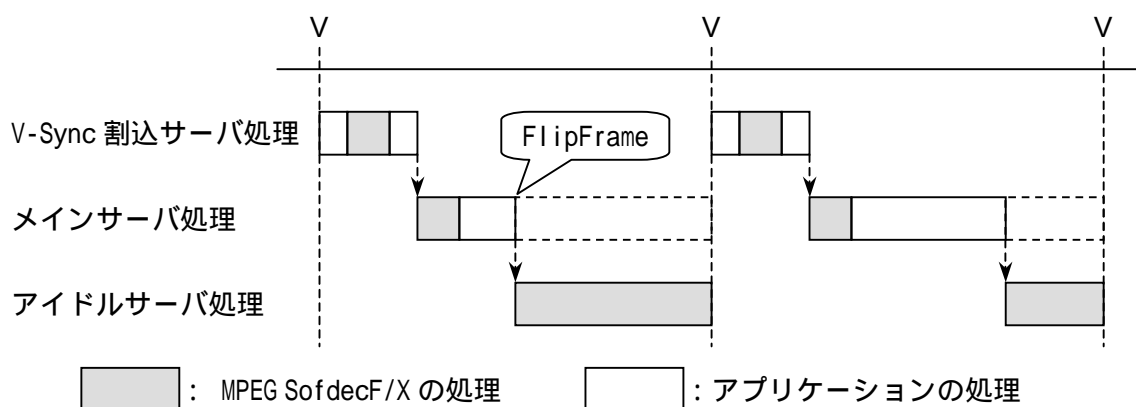 V V V
V-Sync 割込サーバ処理
FlipFrame
メインサーバ処理
アイドルサーバ処理
: MPEG SofdecF/X の処理 : アプリケーションの処理